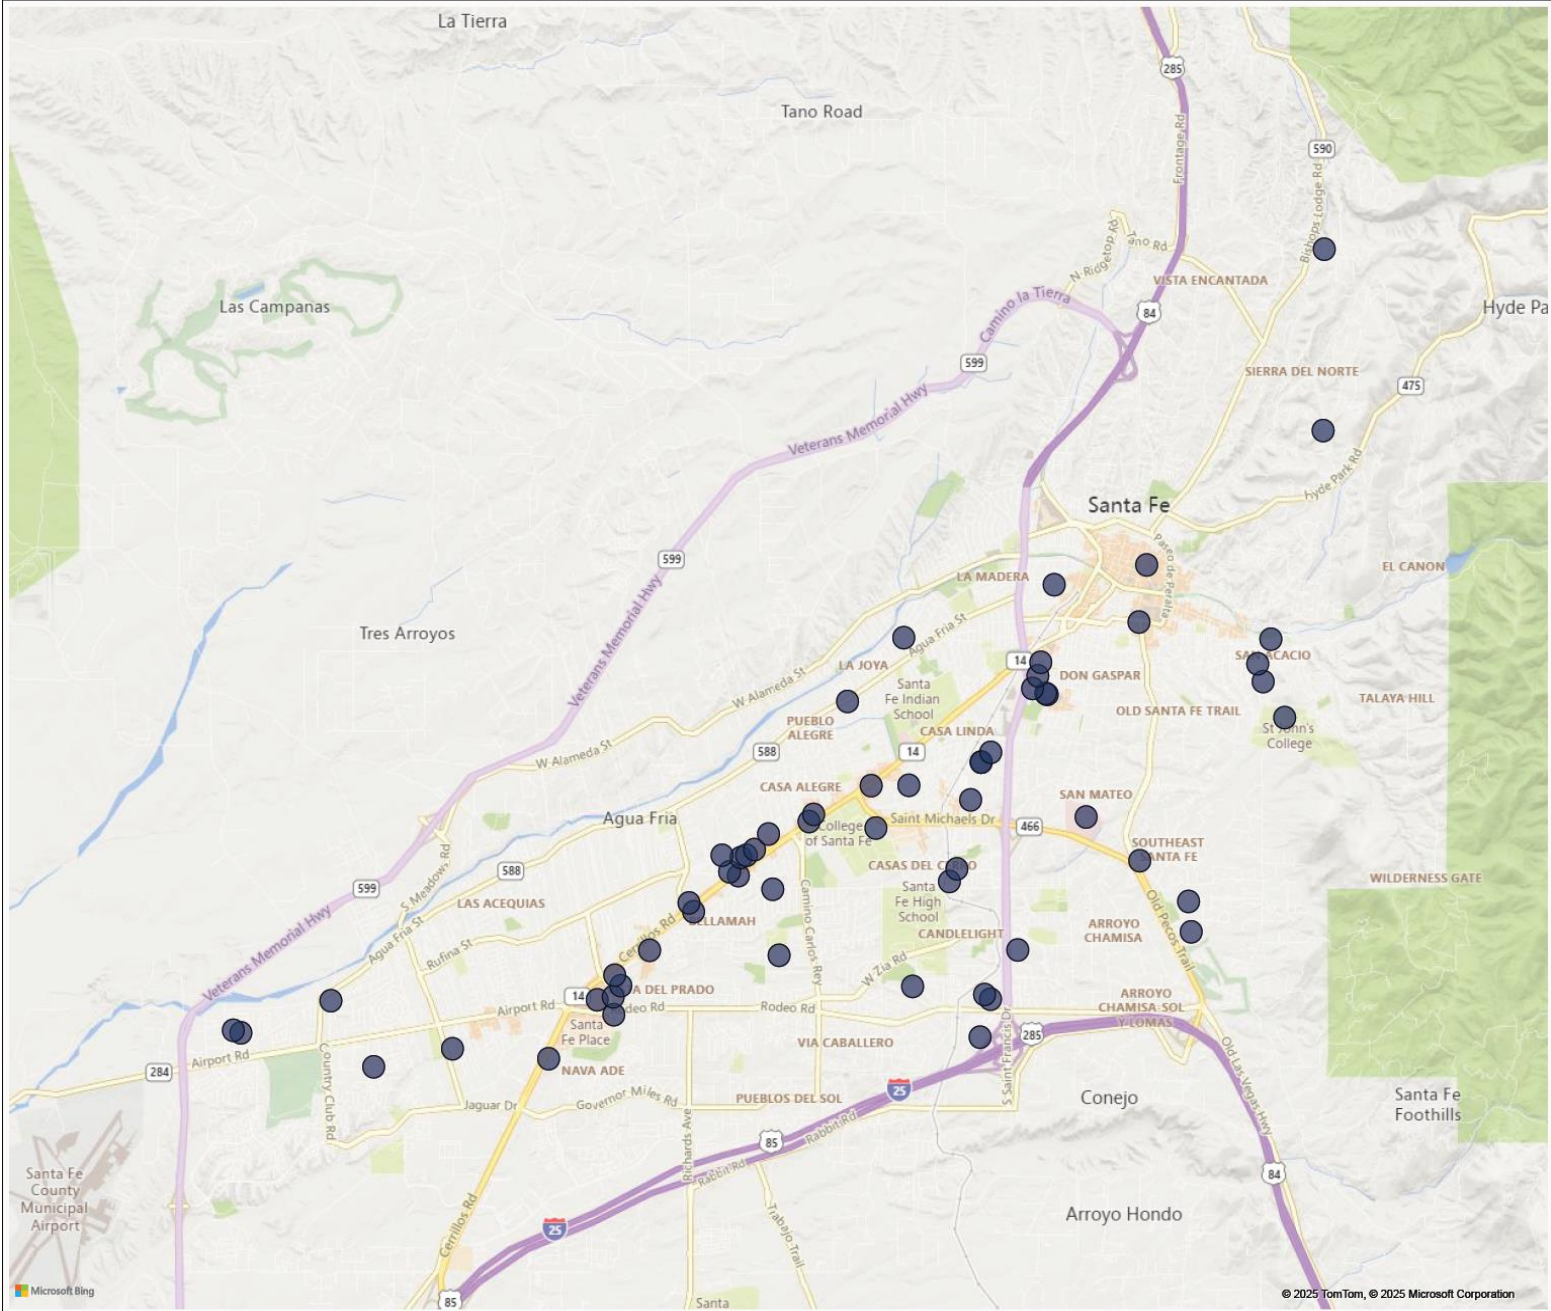 La Tierra
285
Tano Road
Frontage Rd
590
Bishops Lodge Rd
N Ridgetop Rd
Tano Rd
VISTA ENCANTADA
Las Campanas
Camino la Tierra
84
Hyde Pa
599
SIERRA DEL NORTE
475
Veterans Memorial Hwy
Hyde Park Rd
Santa Fe
599
Paseo de Peralta
EL CANON
LA MADERA
Veterans Memorial Hwy
Tres Arroyos
Agua Fria St
LA JOYA
14
DON GASPAR
W Alameda St
Santa
Fe Indian
School
TALAYA HILL
OLD SANTA FE TRAIL
PUEBLO
ALEGRE
CASA LINDA
St John's
College
W Alameda St
588
14
CASA ALEGRE
SAN MATEO
Agua Fria
College
of Santa Fe
Saint Michaels Dr
466
SOUTHEAST
SANTA FE
S Meadows Rd
588
599
CASAS DEL
WILDERNESS GATE
Santa
Fe High
School
LAS ACEQUIAS
Camino Carlos Rey
Old Pecos Trail
Agua Fria St
Rufina St
Cerrillos Rd
CANDLELIGHT
ARROYO
CHAMISA
Veterans Memorial Hwy
W Zia Rd
DEL PRADO
14
Airport Rd
Rodeo Rd
ARROYO
CHAMISA-SOL
Y LOMAS
Santa
Fe Place
VIA CABALLERO
285
S Saint Francis Dr
Airport Rd
284
Country Club Rd
NAVA ADE
Old Las Vegas Hwy
25
PUEBLOS DEL SOL
Conejo
Santa Fe
Foothills
Jaguar Dr
Governor Miles Rd
85
Rabbit Rd
Richards Ave
Rabbit Rd
84
Santa Fe
County
Municipal
Airport
Arroyo Hondo
Cerrillos Rd
25
Trabajo Trail
85
Santa
Microsoft Bing
© 2025 TomTom, © 2025 Microsoft Corporation